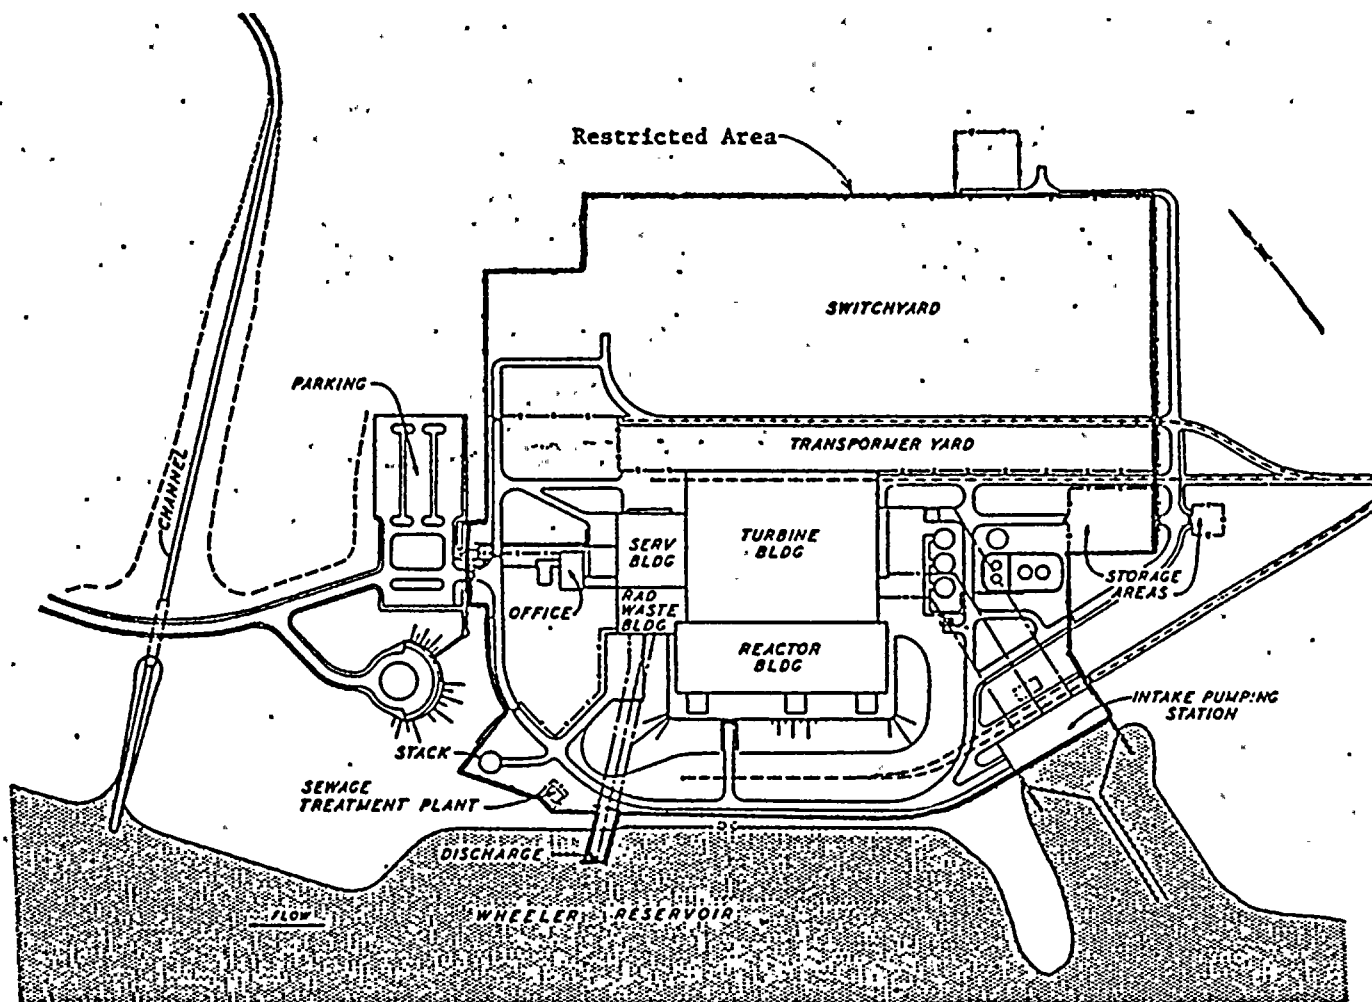 Restricted Area
SWITCHYARD
PARKING
TRANSFORMER YARD
CHANNEL
TURBINE
BLDG
SERV
BLDG
STORAGE
AREAS
OFFICE
RAD
WASTE
BLDG
REACTOR
BLDG
INTAKE PUMPING
STATION
STACK
SEWAGE
TREATMENT PLANT
DISCHARGE
FLOW
WHEELER RESERVOIR